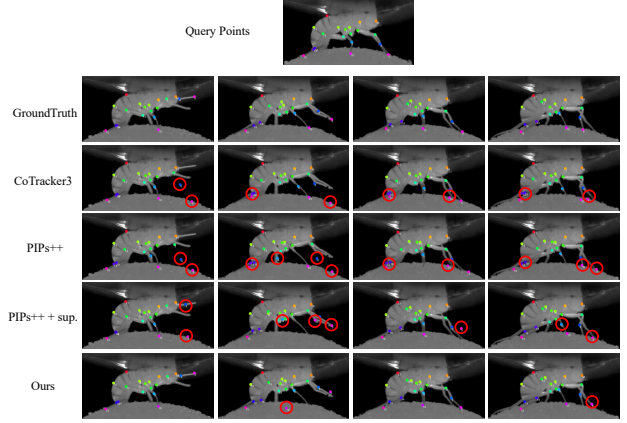 Query Points
GroundTruth
CoTracker3
PIPs++
PIPs++ + sup.
Ours